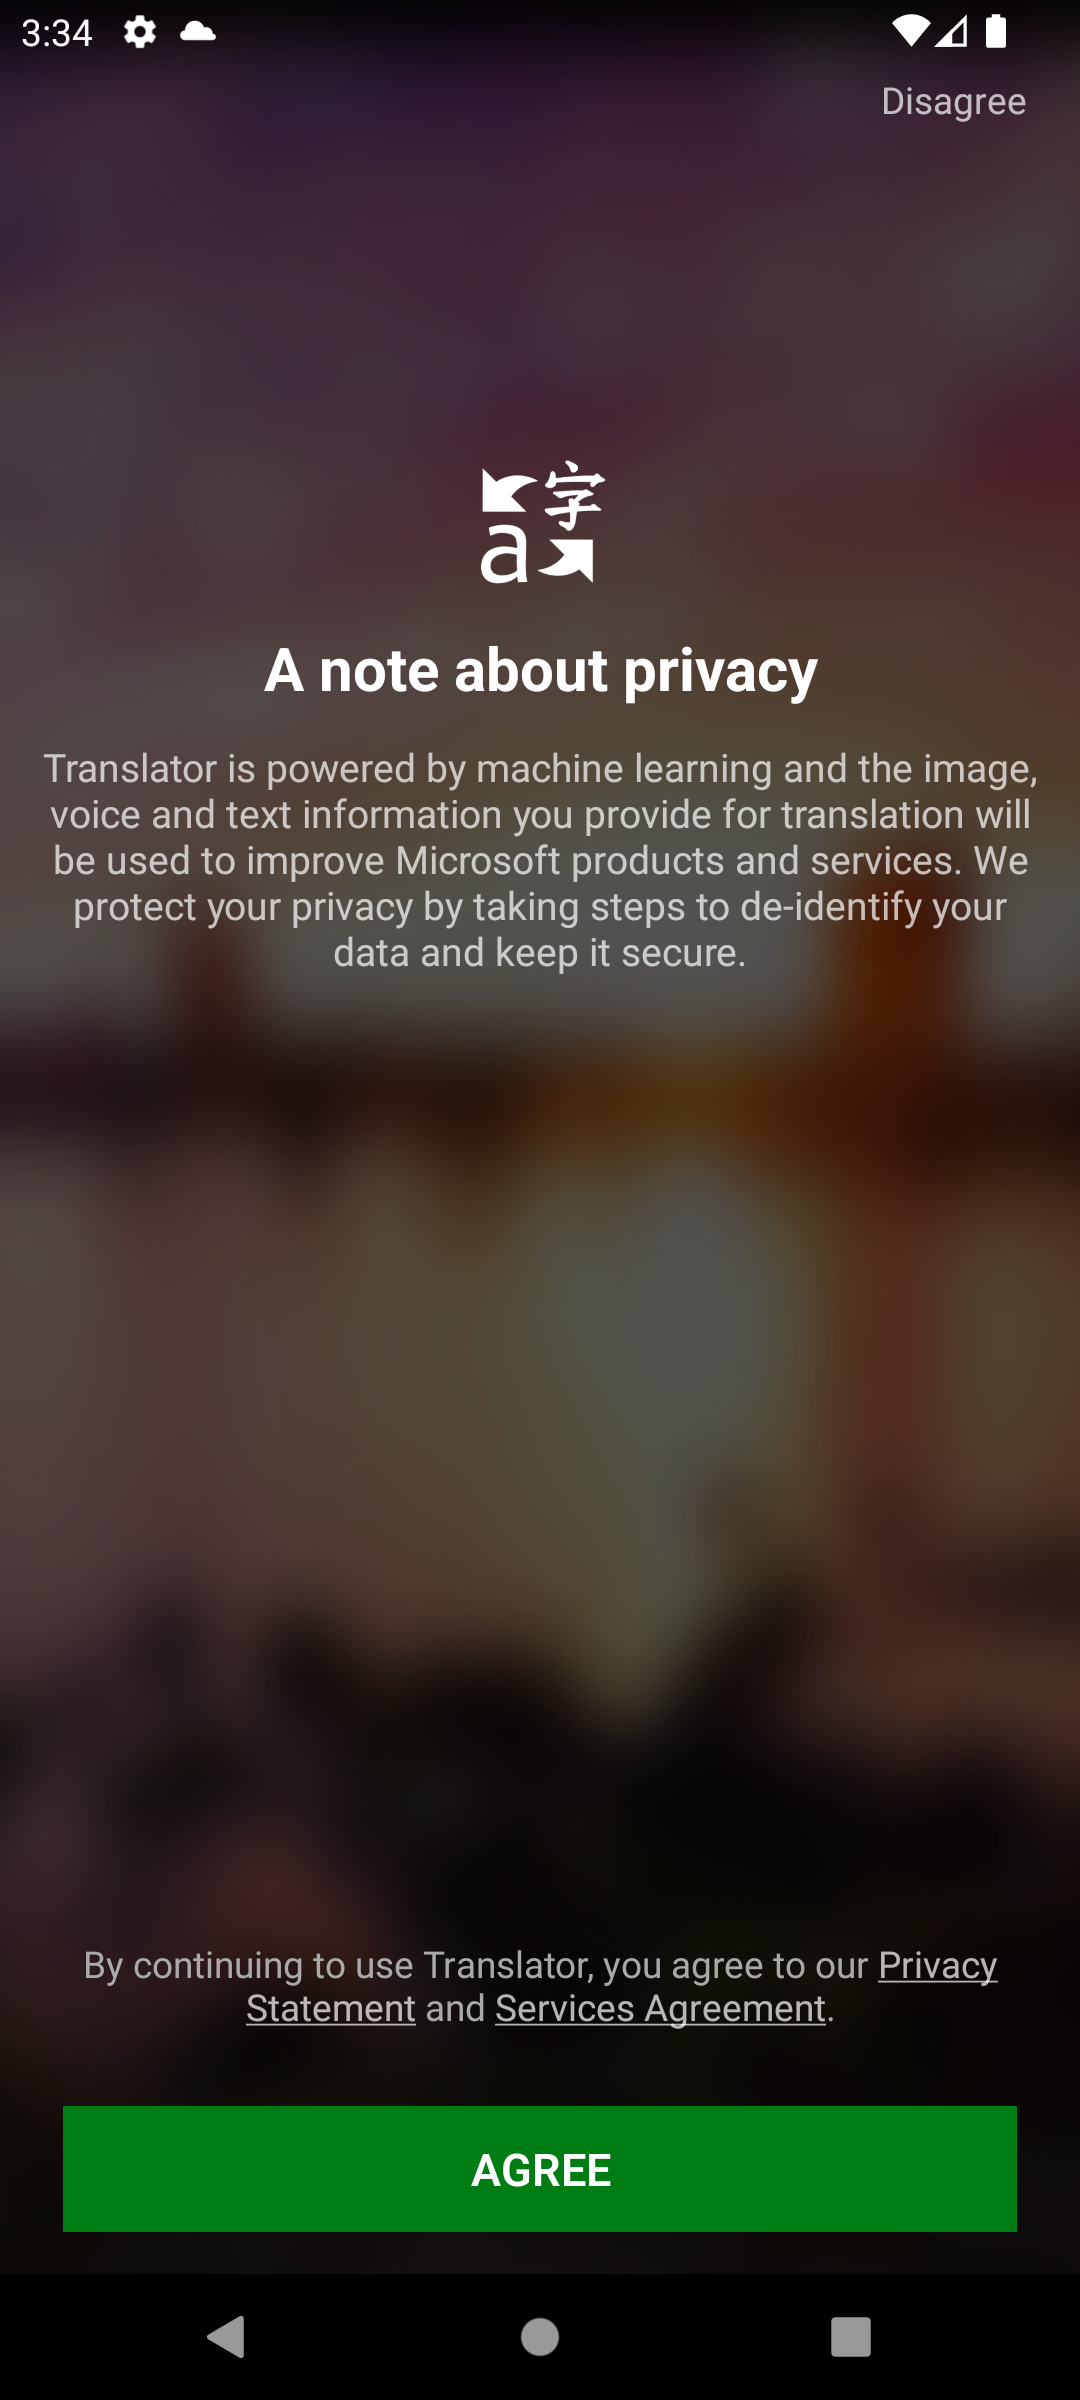 3:34
Disagree
字
a
A note about privacy
Translator is powered by machine learning and the image,
voice and text information you provide for translation will
be used to improve Microsoft products and services. We
protect your privacy by taking steps to de-identify your
data and keep it secure.
By continuing to use Translator, you agree to our Privacy
Statement and Services Agreement.
AGREE